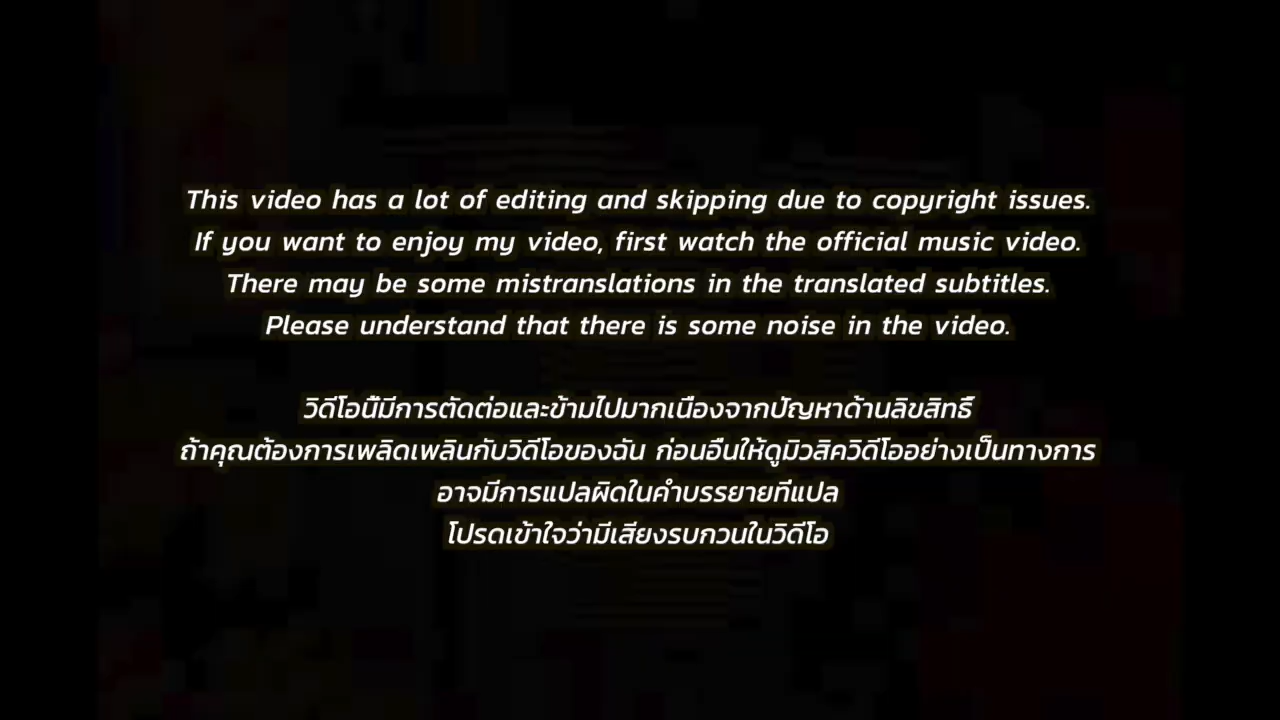 This video has a lot of editing and skipping due to copyright issues.
If you want to enjoy my video, first watch the official music video.
There may be some mistranslations in the translated subtitles.
Please understand that there is some noise in the video.
วิดีโอนี้มีการตัดต่อและข้ามไปมากเนื่องจากปัญหาด้านลิขสิทธิ์
ถ้าคุณต้องการเพลิดเพลินกับวิดีโอของฉัน ก่อนอื่นให้ดูมิวสิควิดีโออย่างเป็นทางการ
อาจมีการแปลผิดในคำบรรยายที่แปล
โปรดเข้าใจว่ามีเสียงรบกวนในวิดีโอ